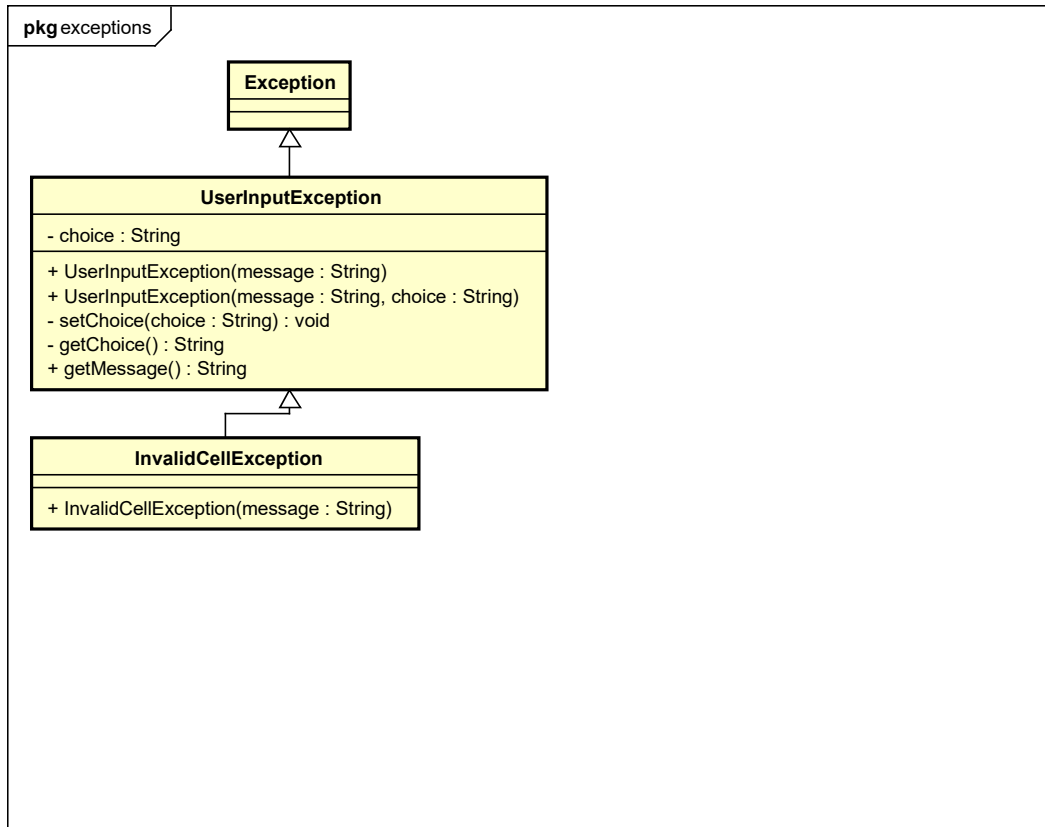 pkg exceptions
Exception
UserInputException
- choice : String
+ UserInputException(message : String)
+ UserInputException(message : String, choice : String)
- setChoice(choice : String) : void
- getChoice() : String
+ getMessage() : String
InvalidCellException
+ InvalidCellException(message : String)